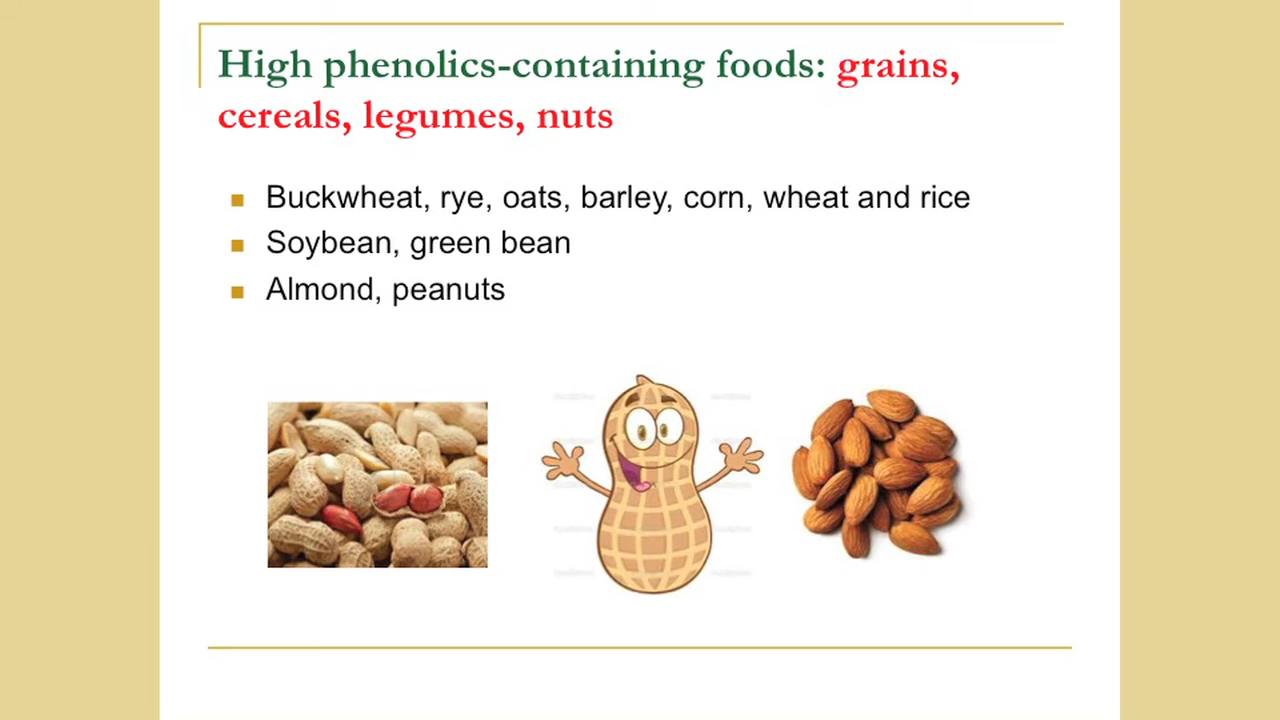 High phenolics-containing foods: grains,
cereals, legumes, nuts
Buckwheat, rye, oats, barley, corn, wheat and rice
Soybean, green bean
Almond, peanuts